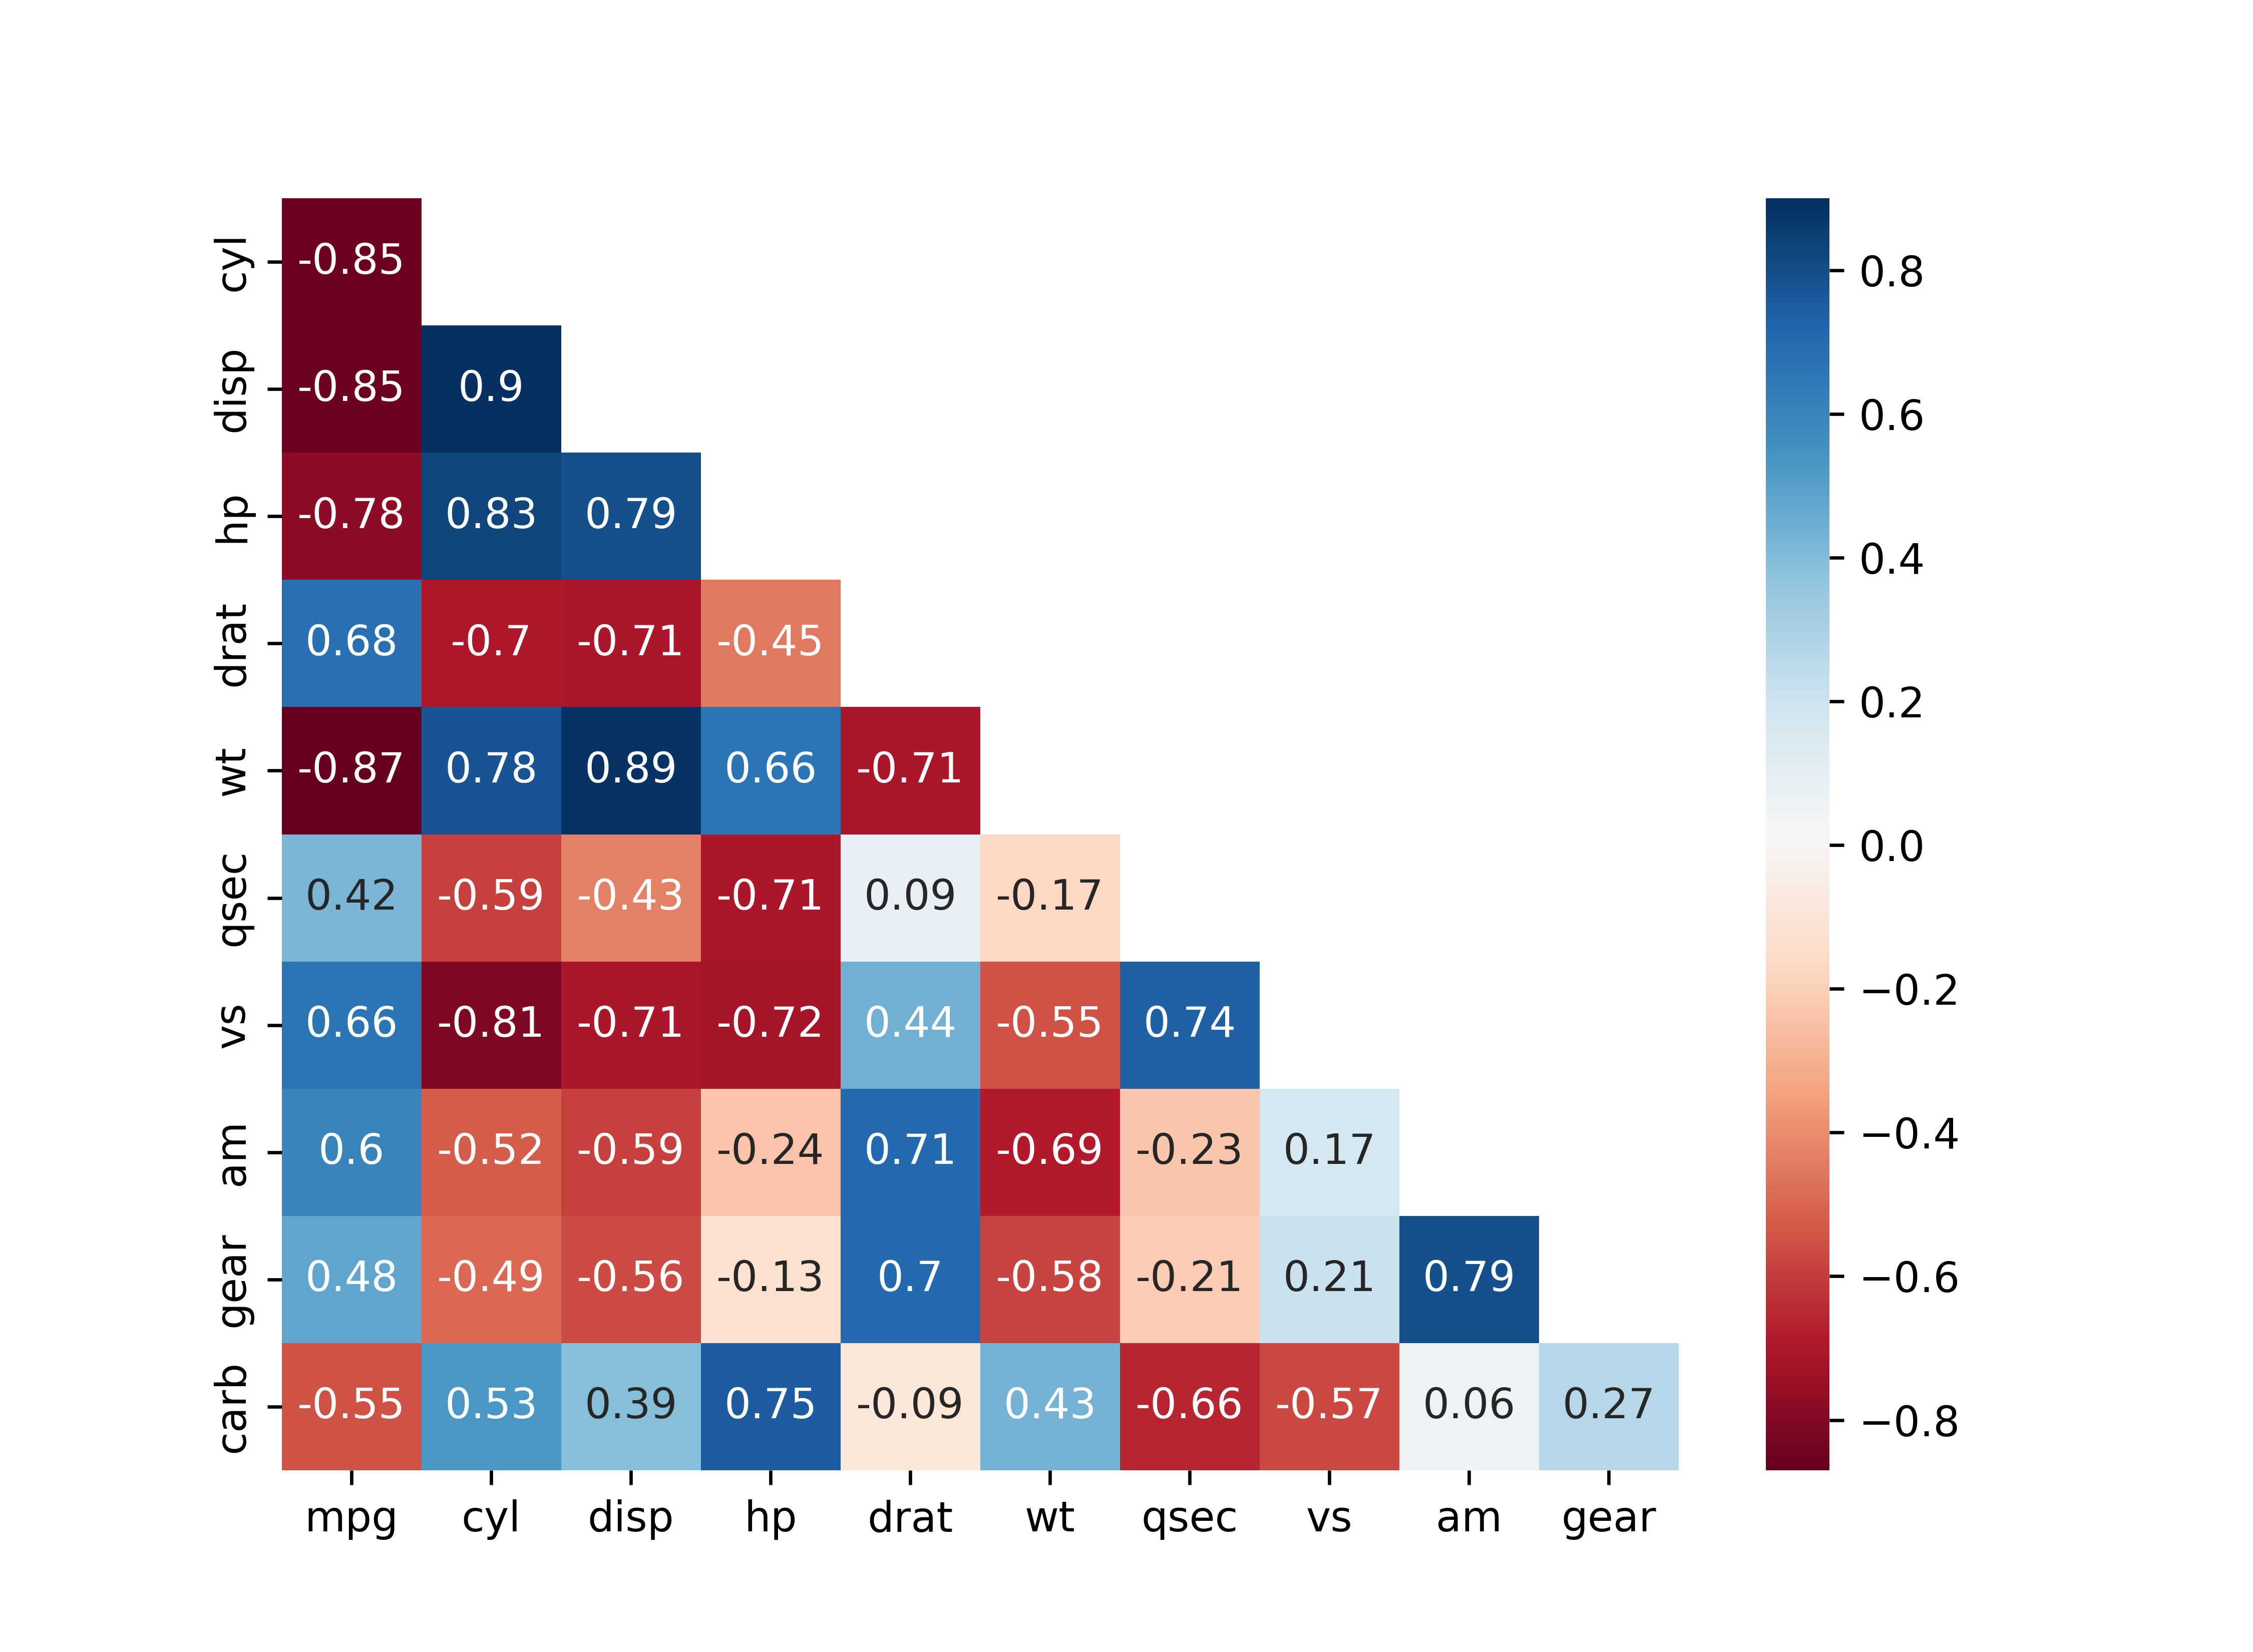 cyl -0.85
disp -0.85 0.9
hp -0.78 0.83 0.79
drat 0.68 -0.7 -0.71 -0.45
wt -0.87 0.78 0.89 0.66 -0.71
qsec 0.42 -0.59 -0.43 -0.71 0.09 -0.17
vs 0.66 -0.81 -0.71 -0.72 0.44 -0.55 0.74
am 0.6 -0.52 -0.59 -0.24 0.71 -0.69 -0.23 0.17
gear 0.48 -0.49 -0.56 -0.13 0.7 -0.58 -0.21 0.21 0.79
carb -0.55 0.53 0.39 0.75 -0.09 0.43 -0.66 -0.57 0.06 0.27
mpg cyl disp hp drat wt qsec vs am gear
0.8
0.6
0.4
0.2
0.0
−0.2
−0.4
−0.6
−0.8